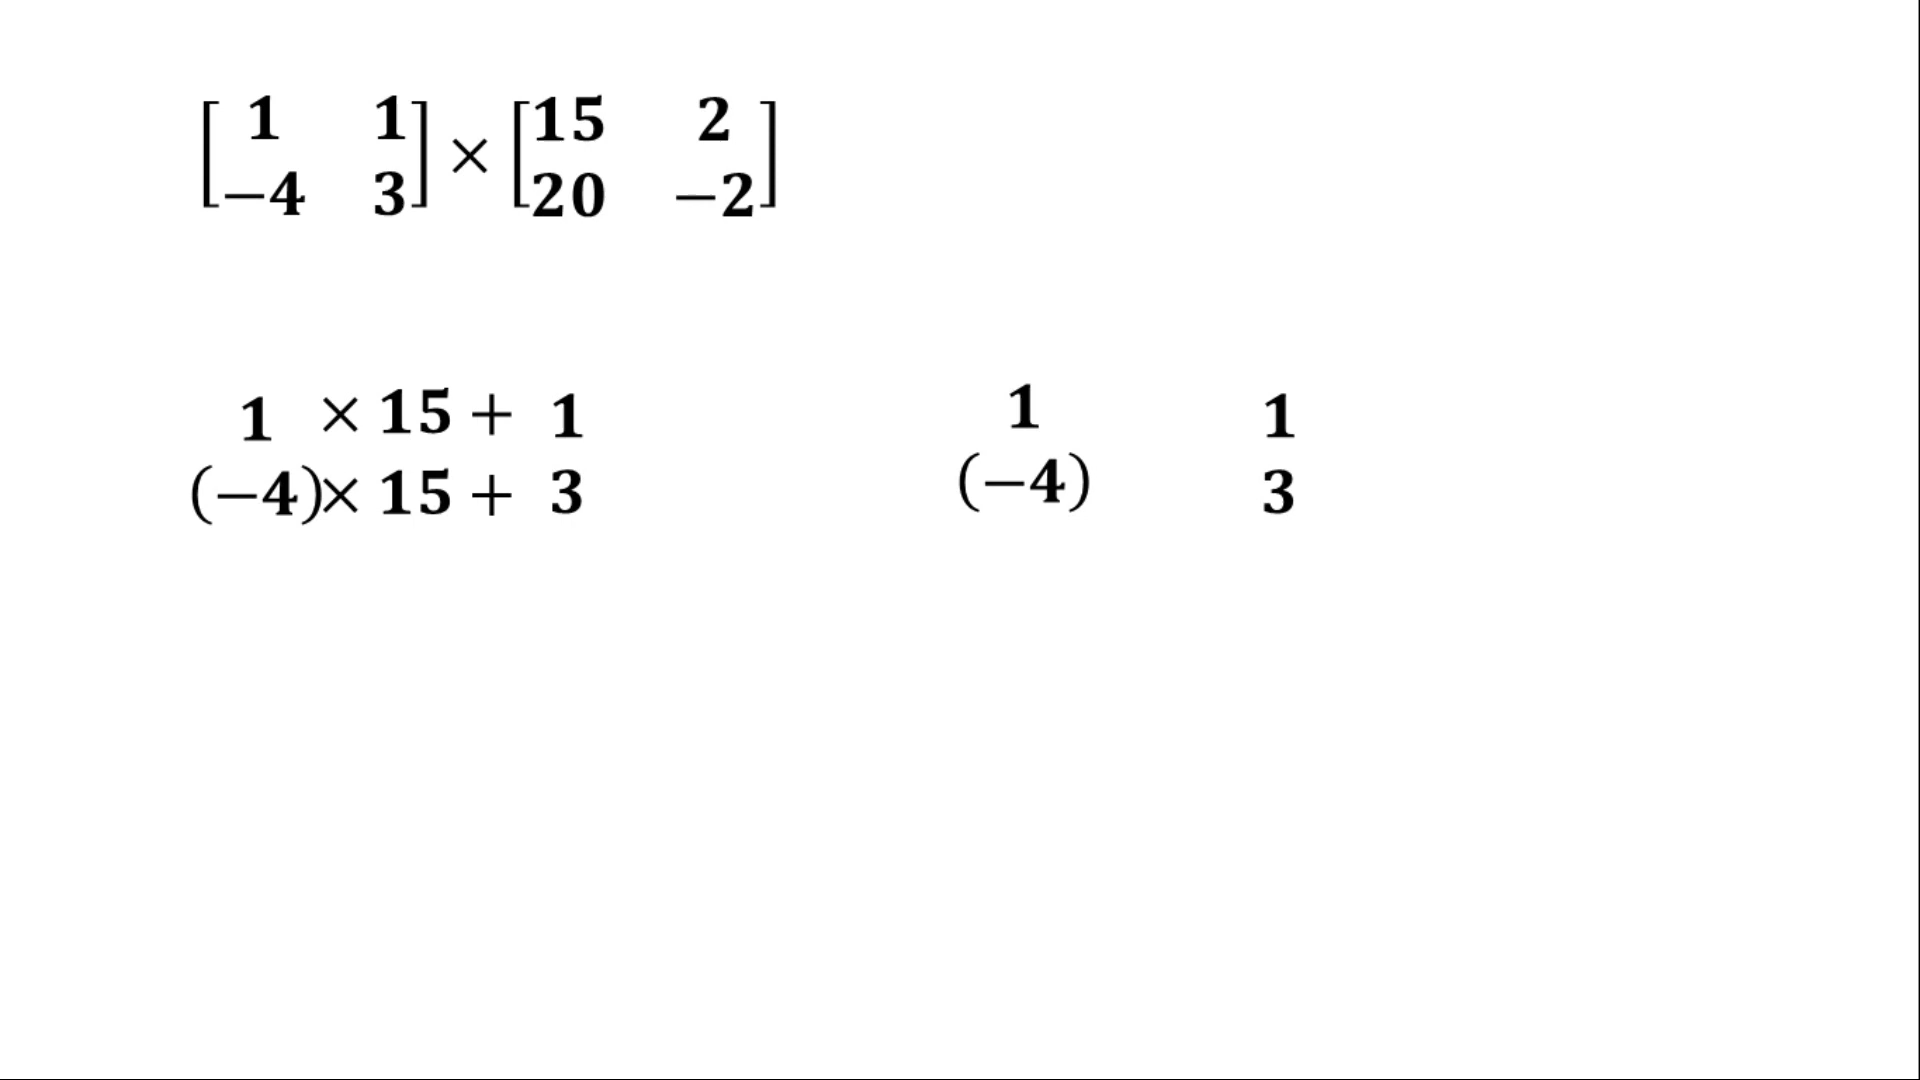 [1 1] × [15 2]
[−4 3] [20 −2]
1 × 15 + 1 1 1
(−4)× 15 + 3 (−4) 3